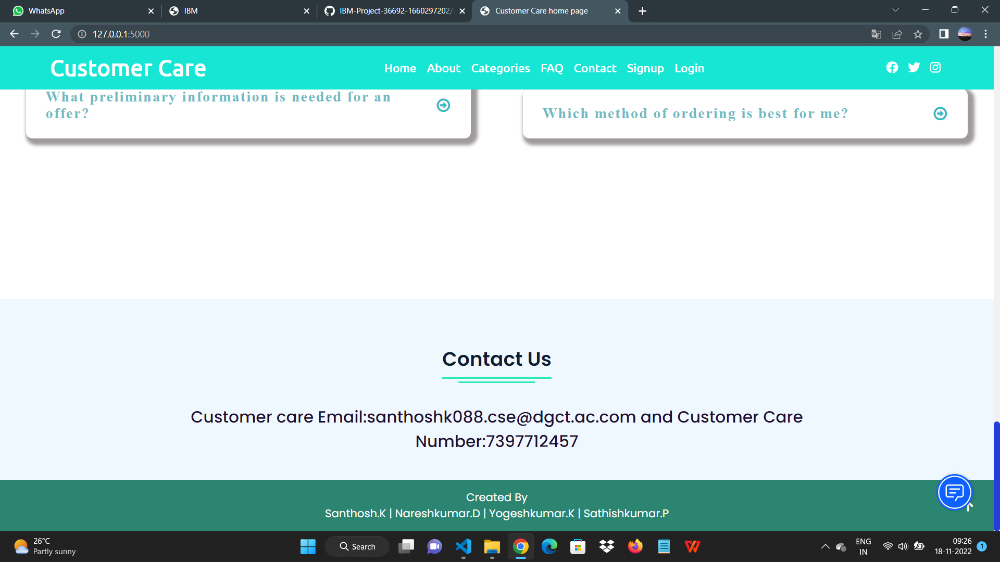 WhatsApp
IBM
IBM-Project-36692-1660297202/
Customer Care home page
127.0.0.1:5000
Customer Care
Home About Categories FAQ Contact Signup Login
What preliminary information is needed for an
offer?
Which method of ordering is best for me?
Contact Us
Customer care Email:santhoshk088.cse@dgct.ac.com and Customer Care
Number:7397712457
Created By
Santhosh.K | Nareshkumar.D | Yogeshkumar.K | Sathishkumar.P
26°C
Partly sunny
Search
ENG
IN
09:26
18-11-2022
1